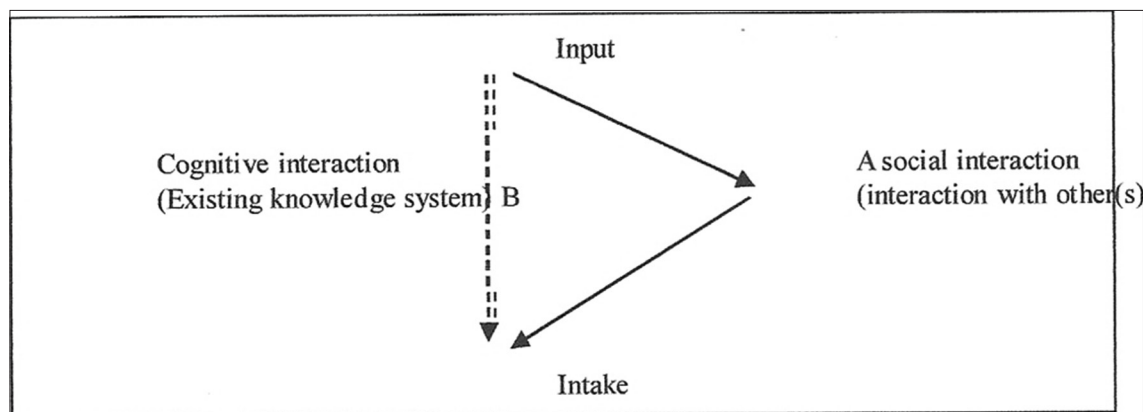 Input
Cognitive interaction
(Existing knowledge system) B
A social interaction
(interaction with other(s)
Intake